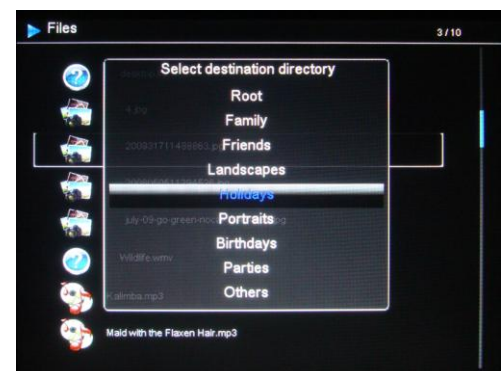 Files
3/10
Select destination directory
Root
4.jpg
Family
Friends
Landscapes
Holidays
Portraits
Birthdays
Wildlife.wmv
Parties
Kalimba.mp3
Others
Maid with the Flaxen Hair.mp3